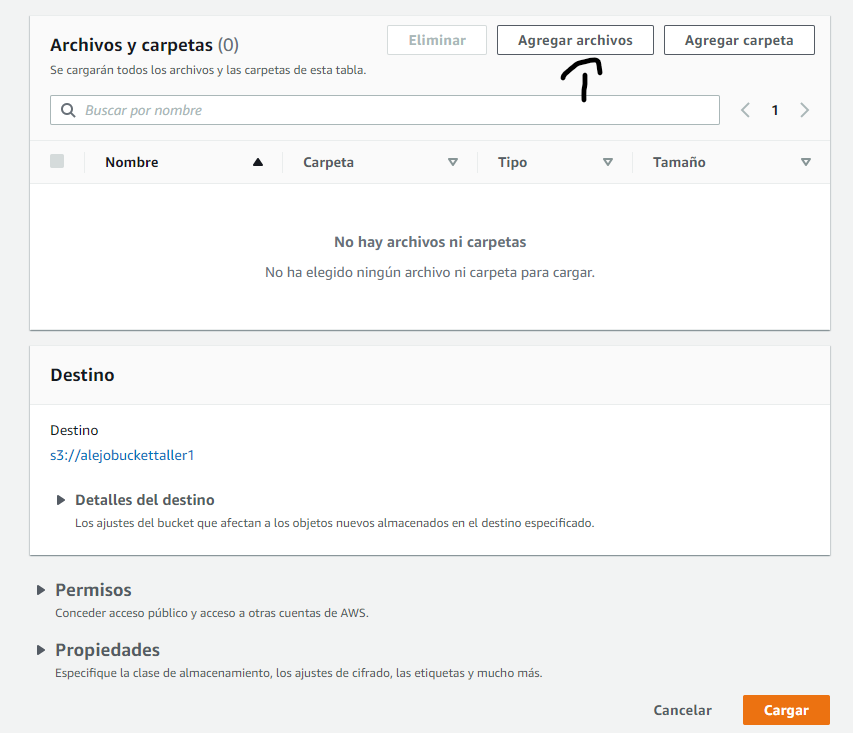 Archivos y carpetas (0)
Eliminar
Agregar archivos
Agregar carpeta
Se cargarán todos los archivos y las carpetas de esta tabla.
Buscar por nombre
1
Nombre
Carpeta
Tipo
Tamaño
No hay archivos ni carpetas
No ha elegido ningún archivo ni carpeta para cargar.
Destino
Destino
s3://alejobuckettaller1
Detalles del destino
Los ajustes del bucket que afectan a los objetos nuevos almacenados en el destino especificado.
Permisos
Conceder acceso público y acceso a otras cuentas de AWS.
Propiedades
Especifique la clase de almacenamiento, los ajustes de cifrado, las etiquetas y mucho más.
Cancelar
Cargar